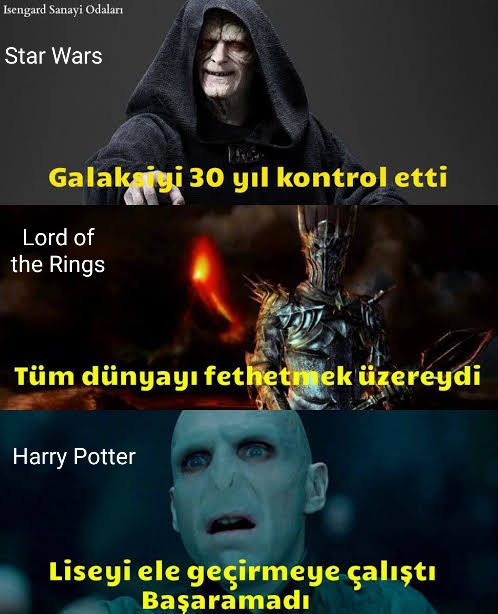 Isengard Sanayi Odaları
Star Wars
Galaksiyi 30 yıl kontrol etti
Lord of
the Rings
Tüm dünyayı fethetmek üzereydi
Harry Potter
Liseyi ele geçirmeye çalıştı
Başaramadı